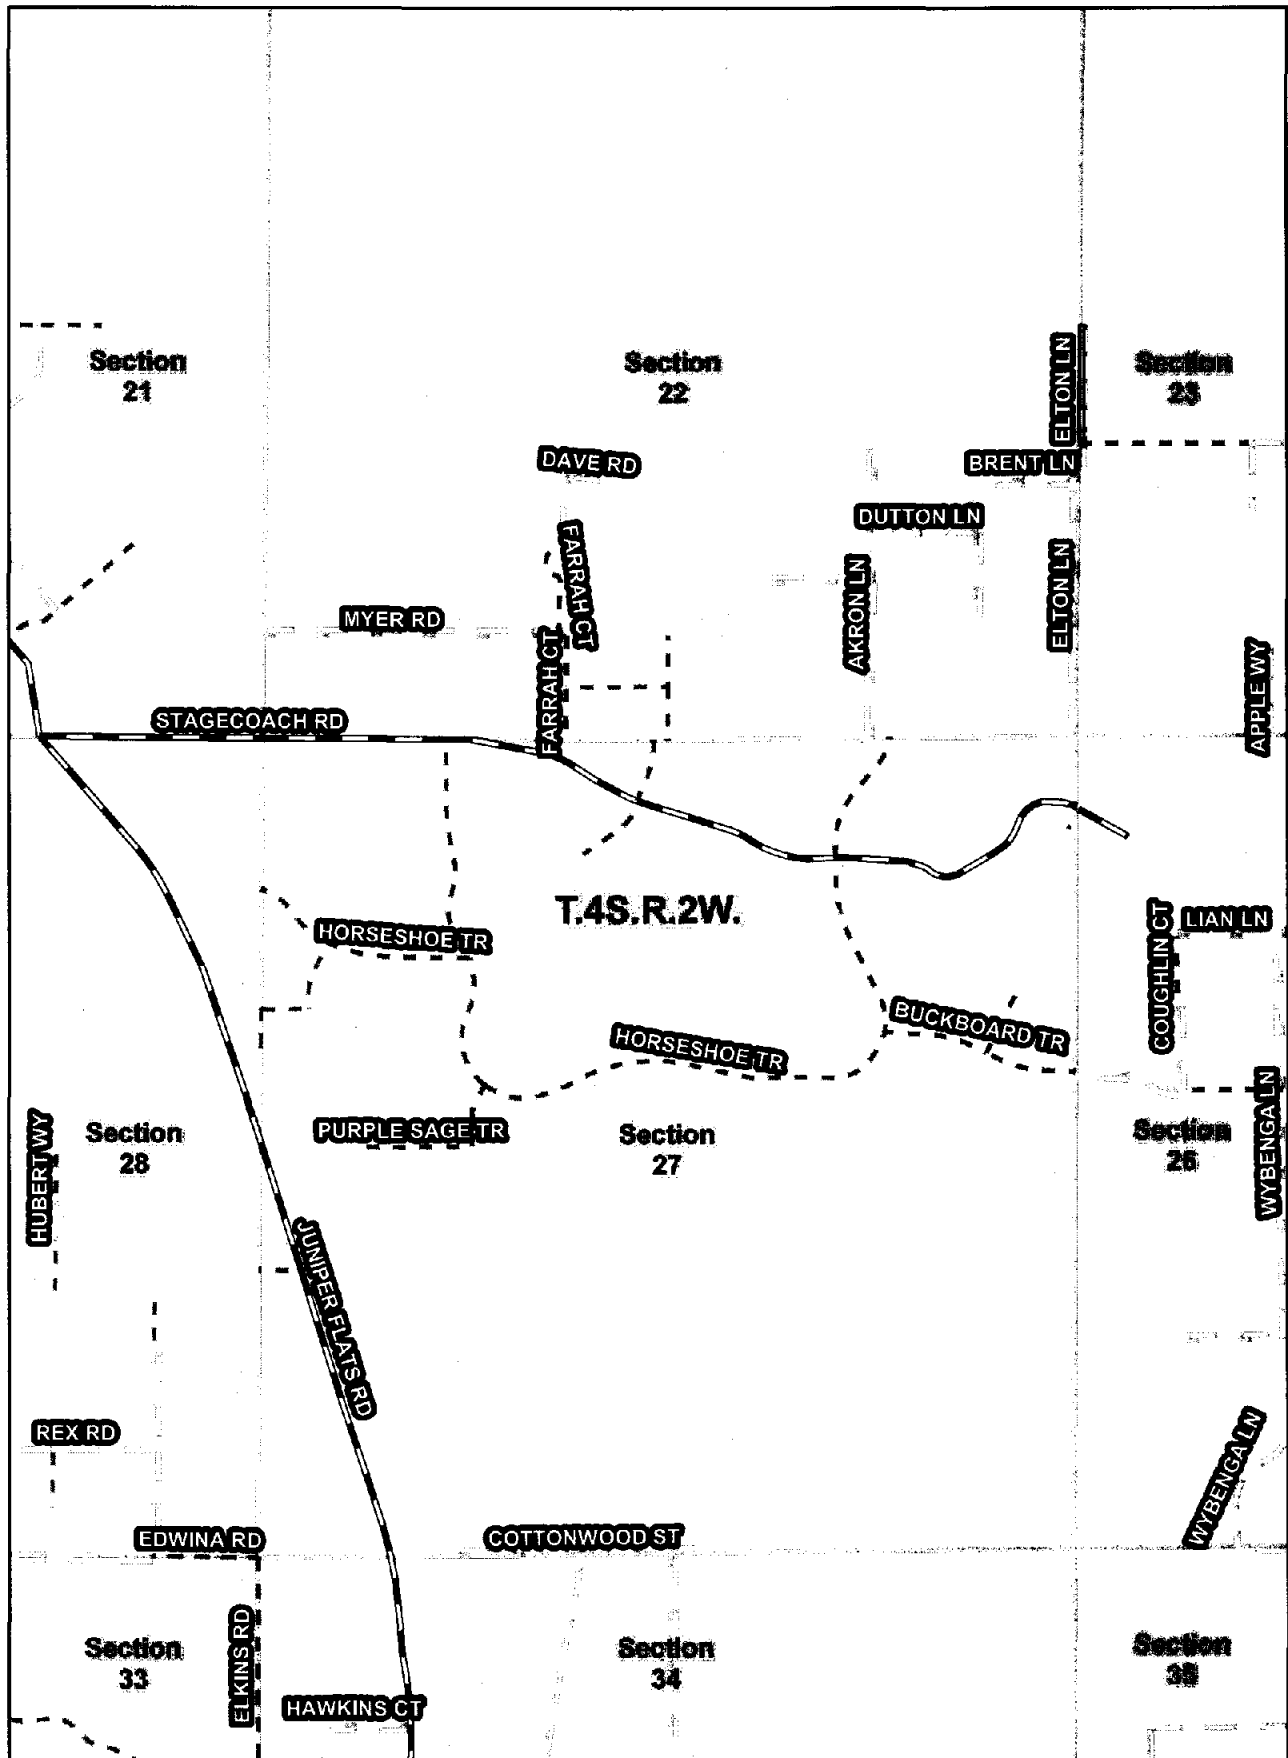 Section
21
Section
22
ELTON LN
Section
23
DAVE RD
BRENT LN
DUTTON LN
FARRAH CT
ELTON LN
AKRON LN
MYER RD
FARRAH CT
APPLE WY
STAGECOACH RD
T.4S.R.2W.
COUGHLIN CT
LIAN LN
HORSESHOE TR
BUCKBOARD TR
HORSESHOE TR
WYBENGA LN
HUBERT WY
Section
28
PURPLE SAGE TR
Section
27
Section
26
JUNIPER FLATS RD
REX RD
WYBENGA LN
EDWINA RD
COTTONWOOD ST
ELKINS RD
Section
33
Section
34
Section
35
HAWKINS CT